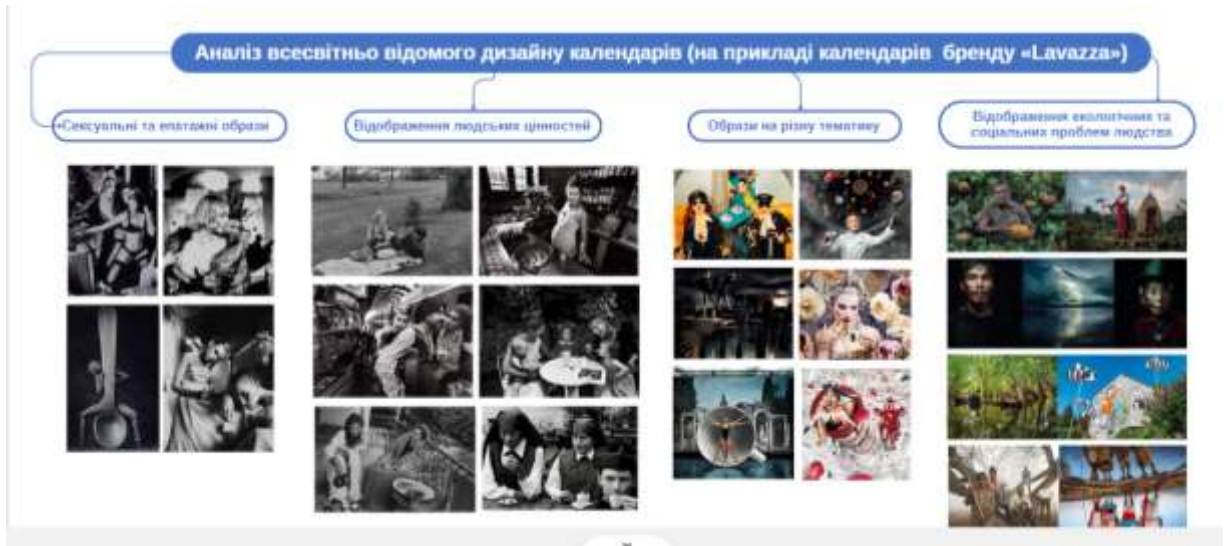 Аналіз всесвітньо відомого дизайну календарів (на прикладі календарів бренду «Lavazza»)
Сексуальні та епатажні образи
Відображення людських цінностей
Образи на різну тематику
Відображення екологічних та
соціальних проблем людства